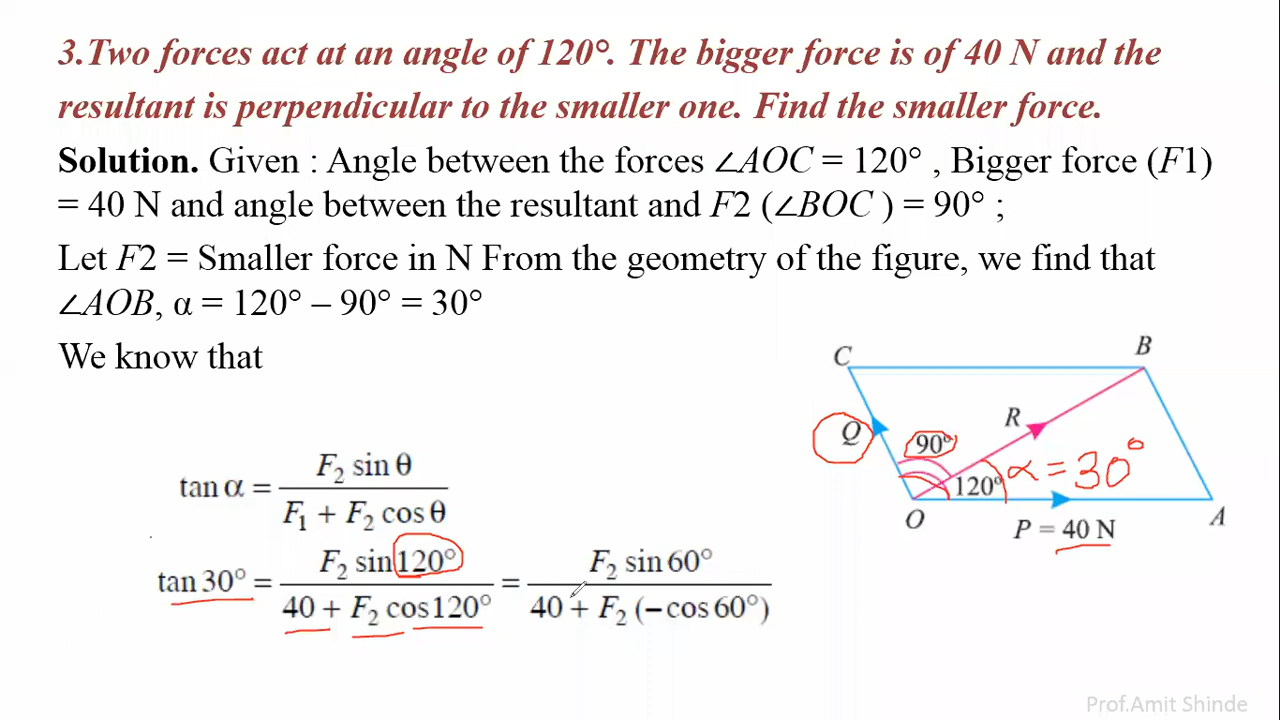 3.Two forces act at an angle of 120°. The bigger force is of 40 N and the
resultant is perpendicular to the smaller one. Find the smaller force.
Solution. Given : Angle between the forces ∠AOC = 120° , Bigger force (F1)
= 40 N and angle between the resultant and F2 (∠BOC ) = 90° ;
Let F2 = Smaller force in N From the geometry of the figure, we find that
∠AOB, α = 120° – 90° = 30°
We know that
tan α = F₂ sin θ / F₁ + F₂ cos θ
tan 30° = F₂ sin 120° / 40 + F₂ cos 120° = F₂ sin 60° / 40 + F₂ (–cos 60°)
C
B
Q
R
90°
120°
α = 30°
O
P = 40 N
A
Prof.Amit Shinde